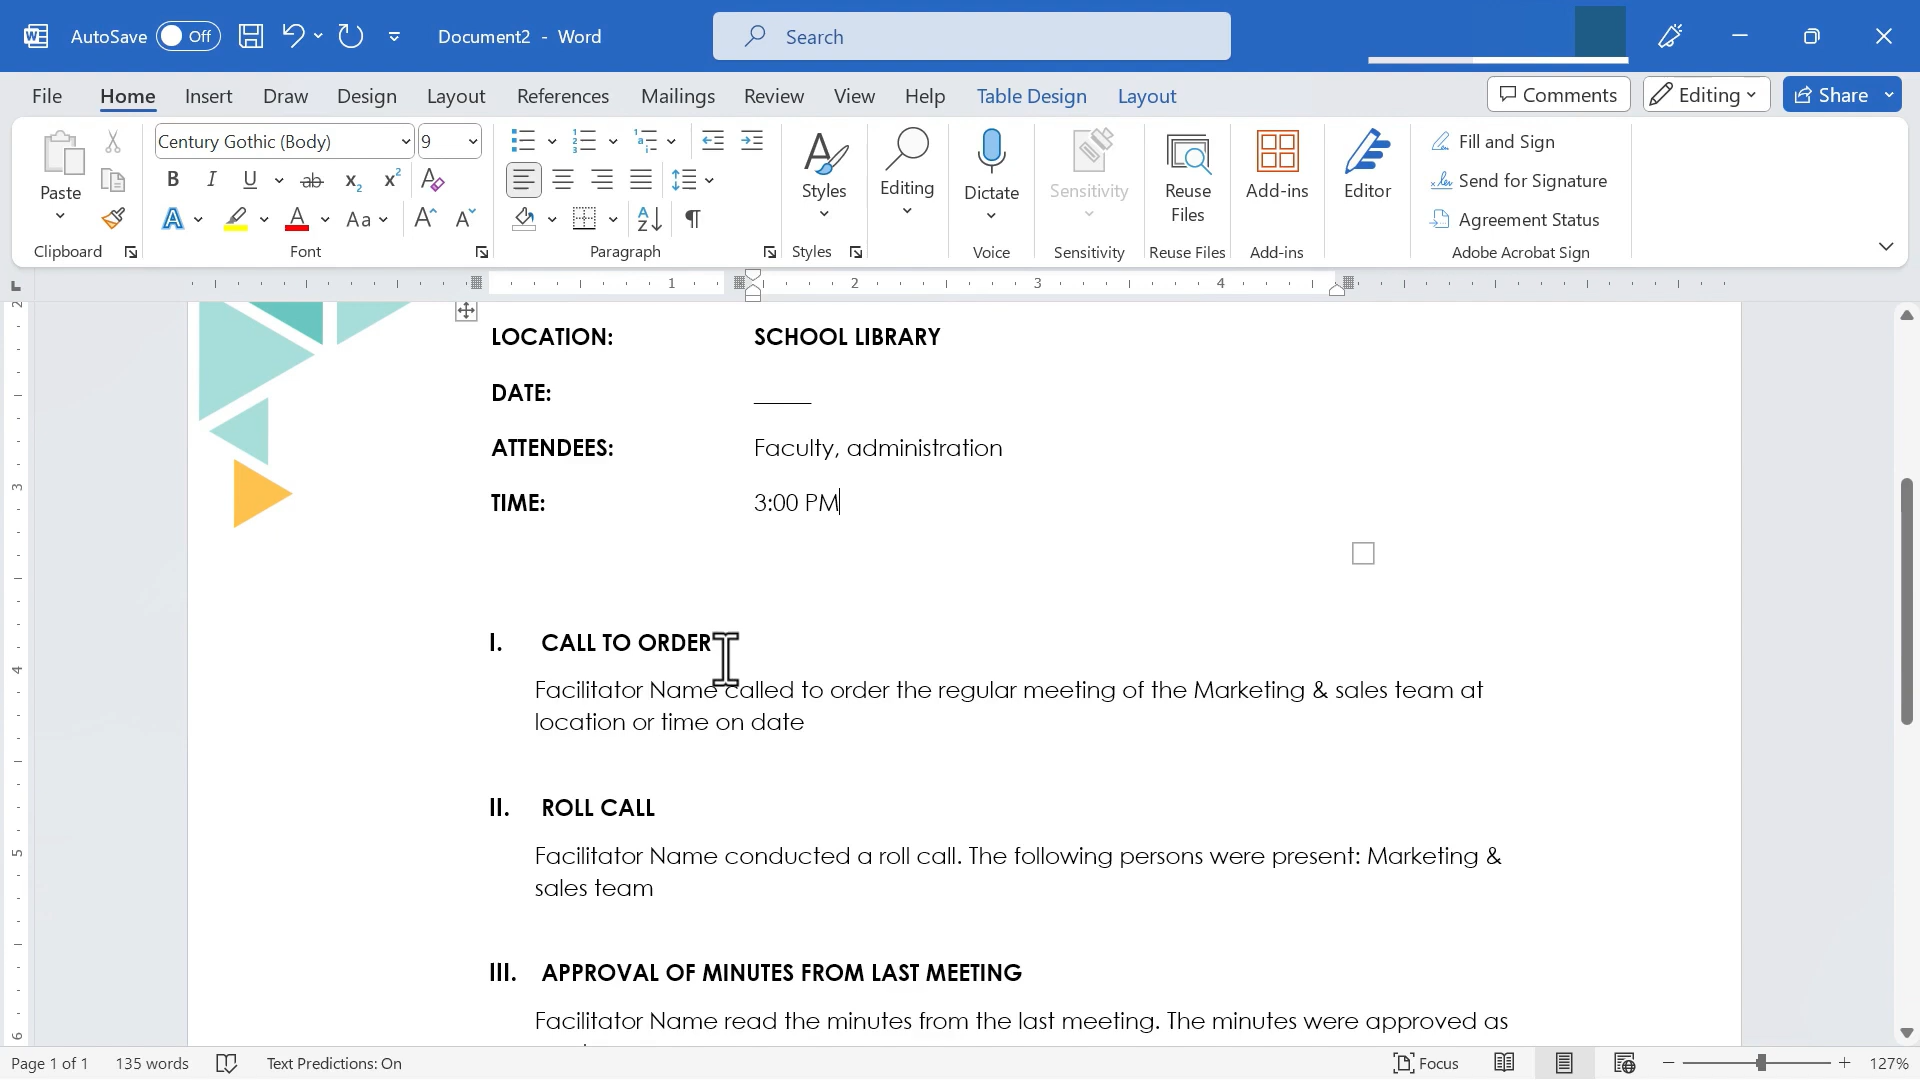 AutoSave Off Document2 - Word Search
File Home Insert Draw Design Layout References Mailings Review View Help Table Design Layout Comments Editing Share
Century Gothic (Body) 9
Paste Styles Editing Dictate Sensitivity Reuse Files Add-ins Editor
Fill and Sign
Send for Signature
Agreement Status
Clipboard Font Paragraph Styles Voice Sensitivity Reuse Files Add-ins Adobe Acrobat Sign
1 2 3 4
LOCATION: SCHOOL LIBRARY
DATE: _____
ATTENDEES: Faculty, administration
TIME: 3:00 PM
I. CALL TO ORDER
Facilitator Name called to order the regular meeting of the Marketing & sales team at
location or time on date
II. ROLL CALL
Facilitator Name conducted a roll call. The following persons were present: Marketing &
sales team
III. APPROVAL OF MINUTES FROM LAST MEETING
Facilitator Name read the minutes from the last meeting. The minutes were approved as
Page 1 of 1 135 words Text Predictions: On Focus 127%